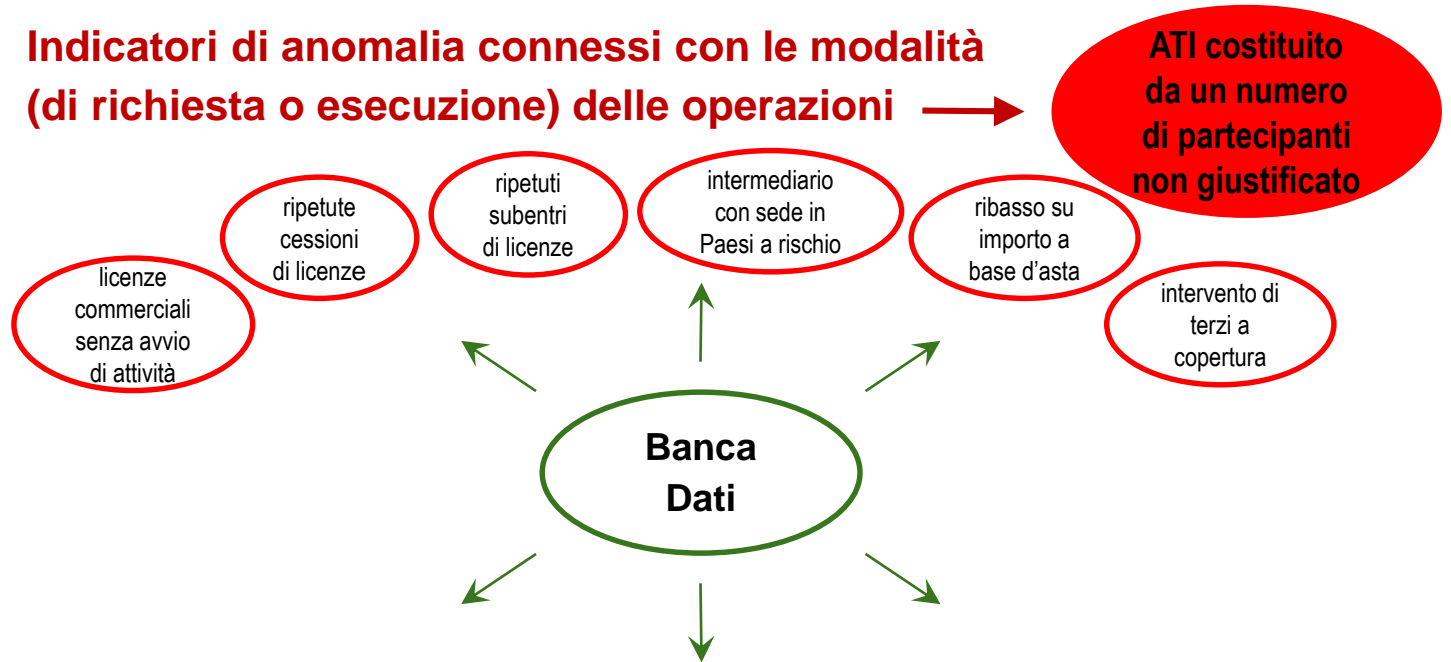 Indicatori di anomalia connessi con le modalità
(di richiesta o esecuzione) delle operazioni
ATI costituito
da un numero
di partecipanti
non giustificato
licenze
commerciali
senza avvio
di attività
ripetute
cessioni
di licenze
ripetuti
subentri
di licenze
intermediario
con sede in
Paesi a rischio
ribasso su
importo a
base d’asta
intervento di
terzi a
copertura
Banca
Dati